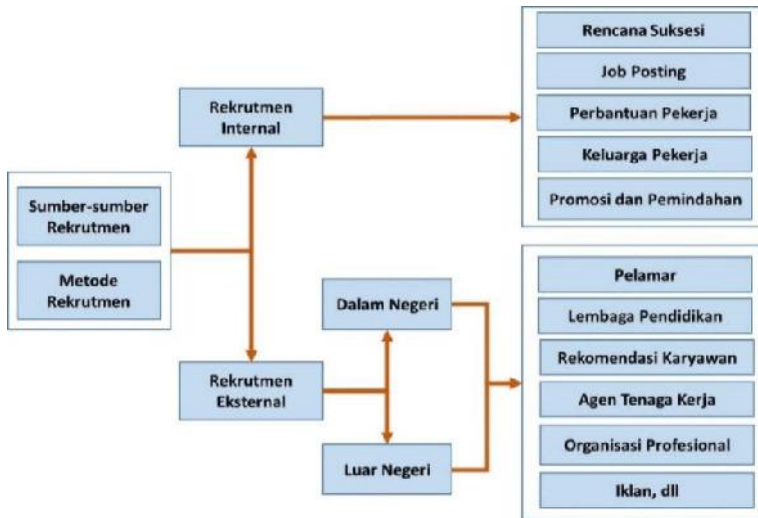 Sumber-sumber
Rekrutmen
Metode
Rekrutmen
Rekrutmen
Internal
Rekrutmen
Eksternal
Dalam Negeri
Luar Negeri
Rencana Suksesi
Job Posting
Perbantuan Pekerja
Keluarga Pekerja
Promosi dan Pemindahan
Pelamar
Lembaga Pendidikan
Rekomendasi Karyawan
Agen Tenaga Kerja
Organisasi Profesional
Iklan, dll